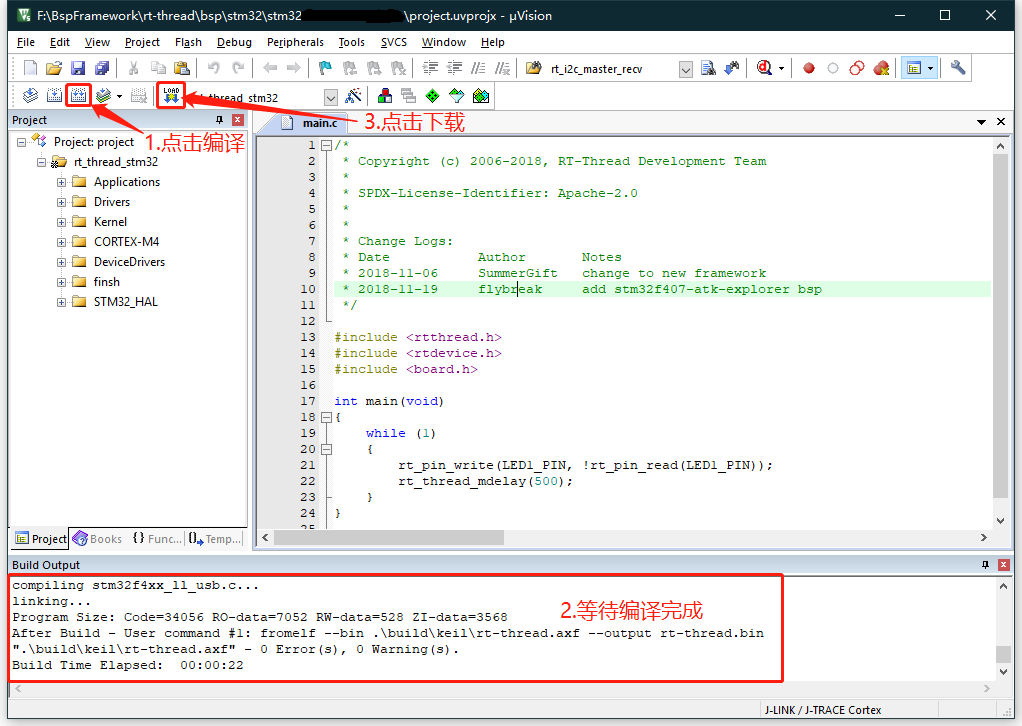 F:\BspFramework\rt-thread\bsp\stm32\stm32 \project.uvprojx - µVision
File Edit View Project Flash Debug Peripherals Tools SVCS Window Help
rt_i2c_master_recv
LOAD
thread_stm32
Project
main.c
3.点击下载
1.点击编译
Project: project
rt_thread_stm32
Applications
Drivers
Kernel
CORTEX-M4
DeviceDrivers
finsh
STM32_HAL
1 /*
2 * Copyright (c) 2006-2018, RT-Thread Development Team
3 *
4 * SPDX-License-Identifier: Apache-2.0
5 *
6 *
7 * Change Logs:
8 * Date Author Notes
9 * 2018-11-06 SummerGift change to new framework
10 * 2018-11-19 flybreak add stm32f407-atk-explorer bsp
11 */
12
13 #include <rtthread.h>
14 #include <rtdevice.h>
15 #include <board.h>
16
17 int main(void)
18 {
19 while (1)
20 {
21 rt_pin_write(LED1_PIN, !rt_pin_read(LED1_PIN));
22 rt_thread_mdelay(500);
23 }
24 }
25
Project Books {} Func... Temp...
Build Output
compiling stm32f4xx_ll_usb.c...
linking...
Program Size: Code=34056 RO-data=7052 RW-data=528 ZI-data=3568
2.等待编译完成
After Build - User command #1: fromelf --bin .\build\keil\rt-thread.axf --output rt-thread.bin
".\build\keil\rt-thread.axf" - 0 Error(s), 0 Warning(s).
Build Time Elapsed: 00:00:22
J-LINK / J-TRACE Cortex